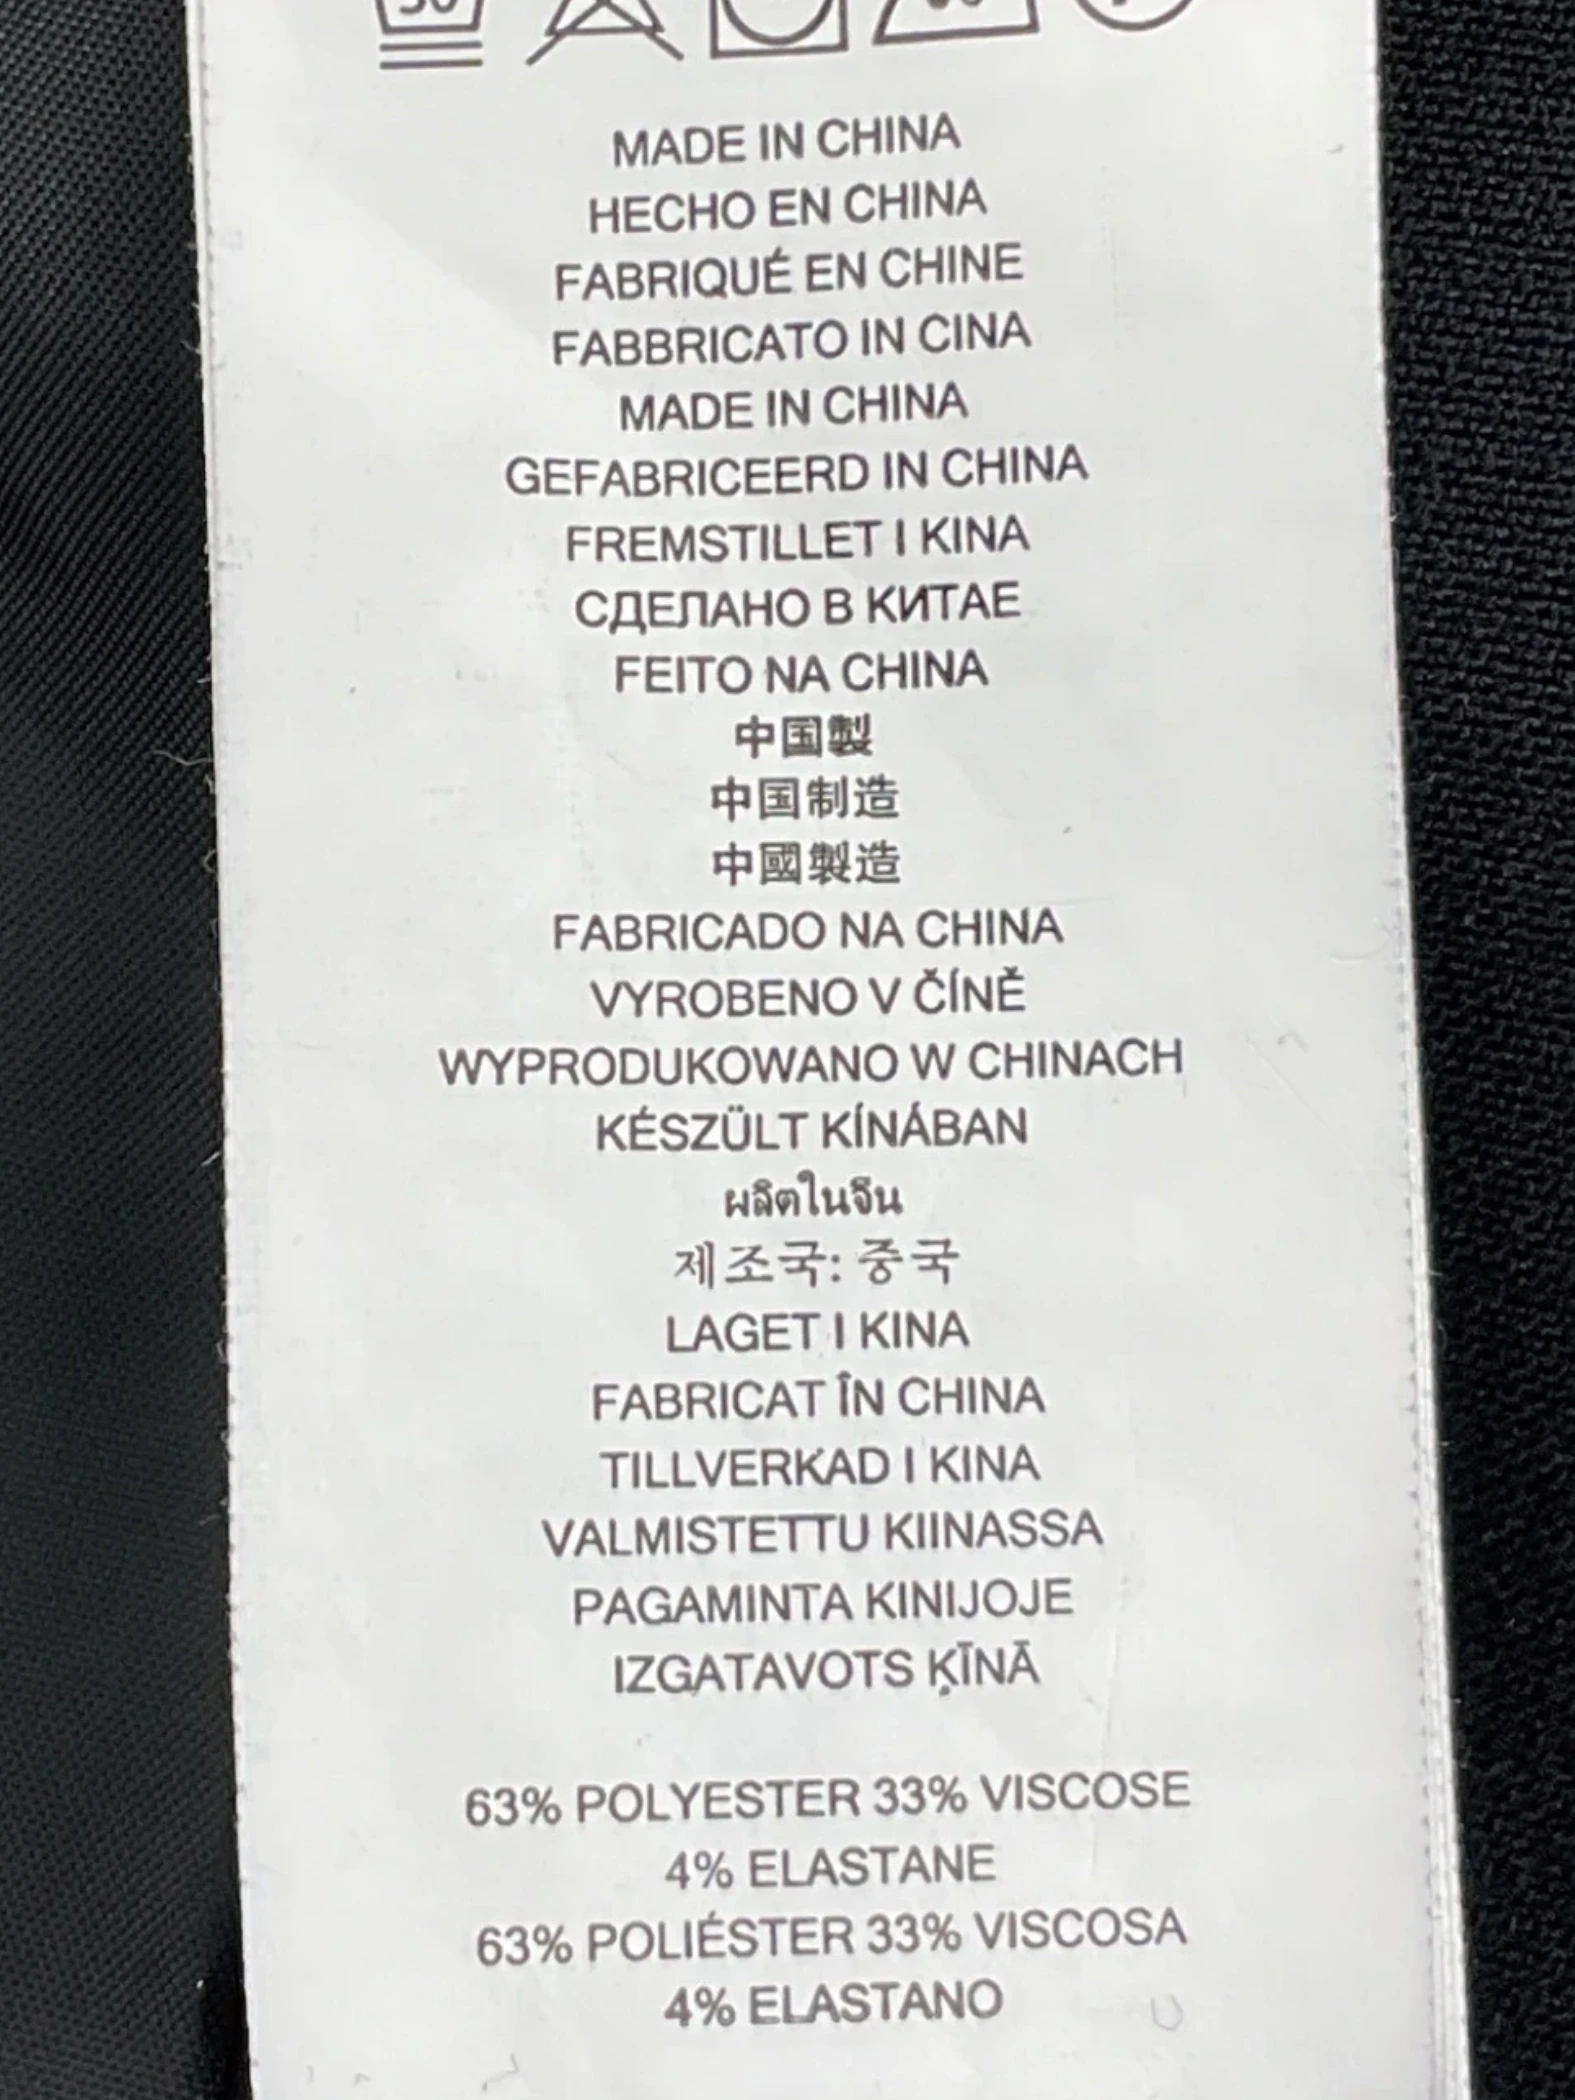 MADE IN CHINA
HECHO EN CHINA
FABRIQUÉ EN CHINE
FABBRICATO IN CINA
MADE IN CHINA
GEFABRICEERD IN CHINA
FREMSTILLET I KINA
СДЕЛАНО В КИТАЕ
FEITO NA CHINA
中国製
中国制造
中國製造
FABRICADO NA CHINA
VYROBENO V ČÍNĚ
WYPRODUKOWANO W CHINACH
KÉSZÜLT KÍNÁBAN
ผลิตในจีน
제조국: 중국
LAGET I KINA
FABRICAT ÎN CHINA
TILLVERKAD I KINA
VALMISTETTU KIINASSA
PAGAMINTA KINIJOJE
IZGATAVOTS ĶĪNĀ
63% POLYESTER 33% VISCOSE
4% ELASTANE
63% POLIÉSTER 33% VISCOSA
4% ELASTANO